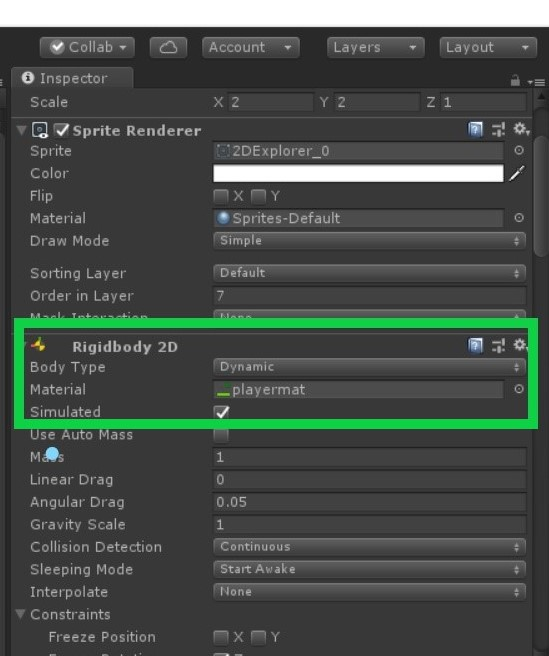 Collab Account Layers Layout
Inspector
Scale X 2 Y 2 Z 1
Sprite Renderer
Sprite 2DExplorer_0
Color
Flip X Y
Material Sprites-Default
Draw Mode Simple
Sorting Layer Default
Order in Layer 7
Mask Interaction None
Rigidbody 2D
Body Type Dynamic
Material playermat
Simulated
Use Auto Mass
Mass 1
Linear Drag 0
Angular Drag 0.05
Gravity Scale 1
Collision Detection Continuous
Sleeping Mode Start Awake
Interpolate None
Constraints
Freeze Position X Y